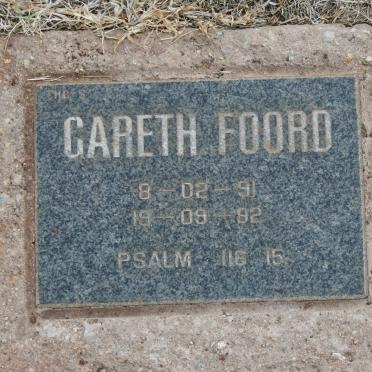 GARETH FOORD
8 — 02 — 91
19 — 09 — 92
PSALM 116 15